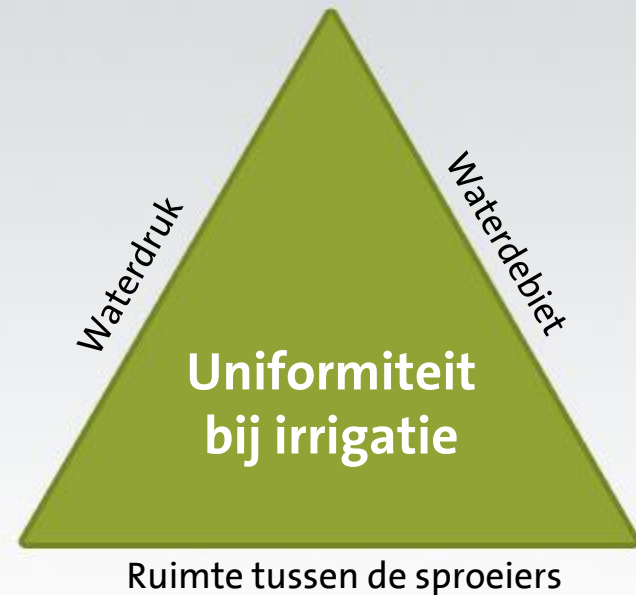 Waterdruk
Waterdebiet
Uniformiteit
bij irrigatie
Ruimte tussen de sproeiers